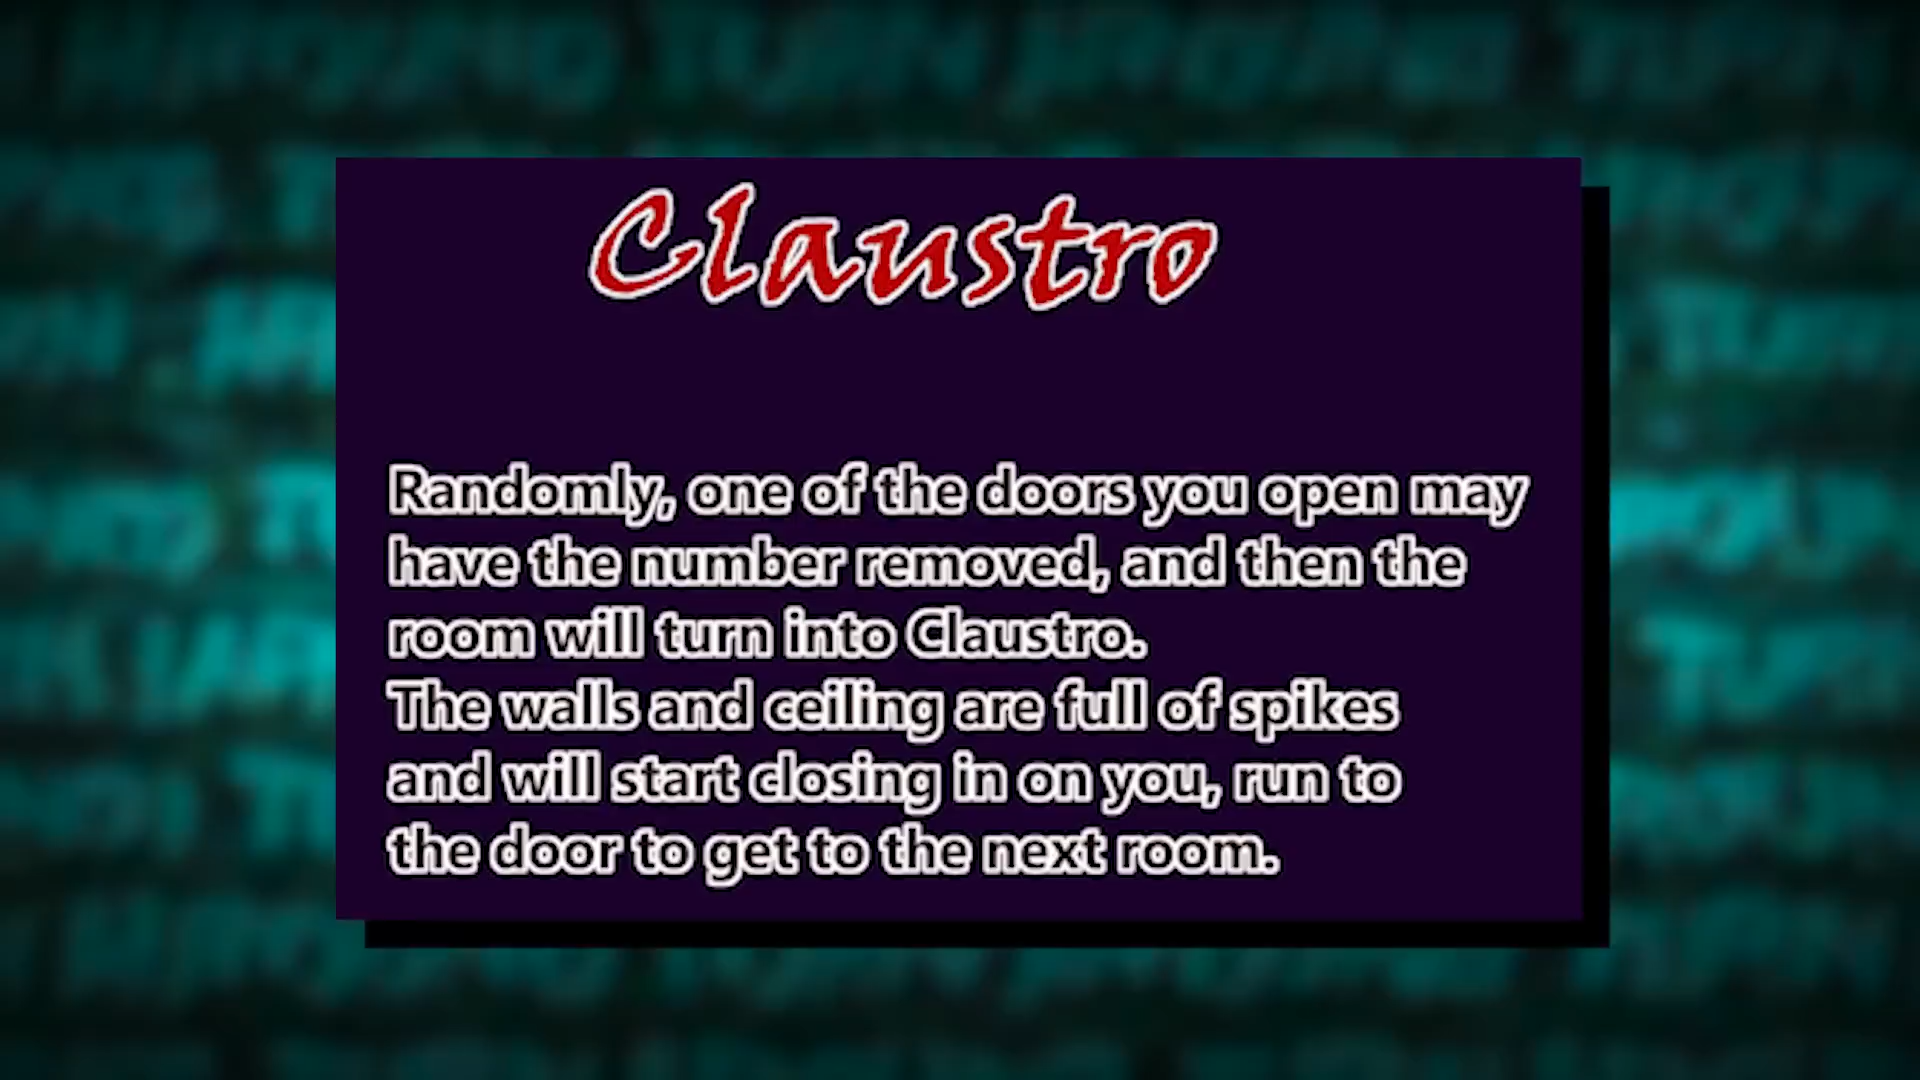 Claustro
Randomly, one of the doors you open may
have the number removed, and then the
room will turn into Claustro.
The walls and ceiling are full of spikes
and will start closing in on you, run to
the door to get to the next room.